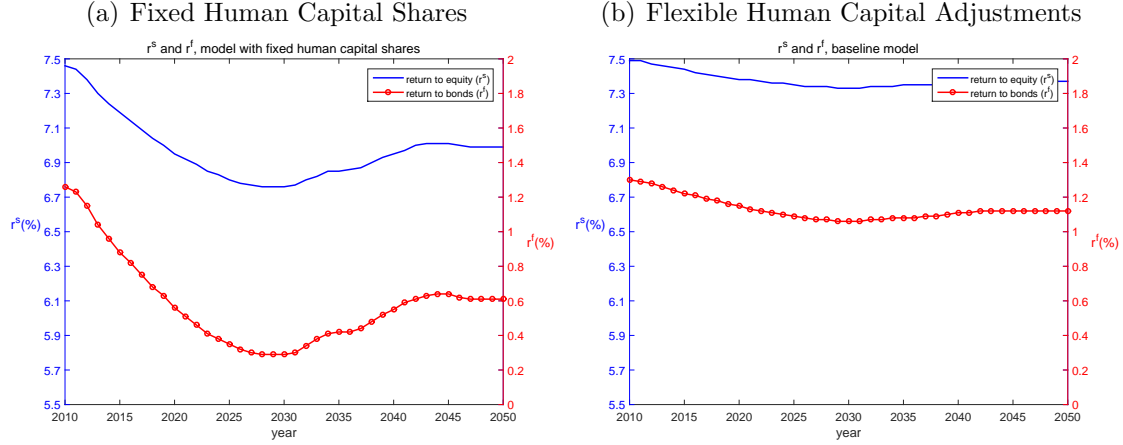 (a) Fixed Human Capital Shares
r^s and r^f, model with fixed human capital shares
7.5
7.3
7.1
6.9
6.7
6.5
6.3
6.1
5.9
5.7
5.5
r^s(%)
return to equity (r^s)
return to bonds (r^f)
2
1.8
1.6
1.4
1.2
1
0.8
0.6
0.4
0.2
0
r^f(%)
2010 2015 2020 2025 2030 2035 2040 2045 2050
year
(b) Flexible Human Capital Adjustments
r^s and r^f, baseline model
7.5
7.3
7.1
6.9
6.7
6.5
6.3
6.1
5.9
5.7
5.5
r^s(%)
return to equity (r^s)
return to bonds (r^f)
2
1.8
1.6
1.4
1.2
1
0.8
0.6
0.4
0.2
0
r^f(%)
2010 2015 2020 2025 2030 2035 2040 2045 2050
year